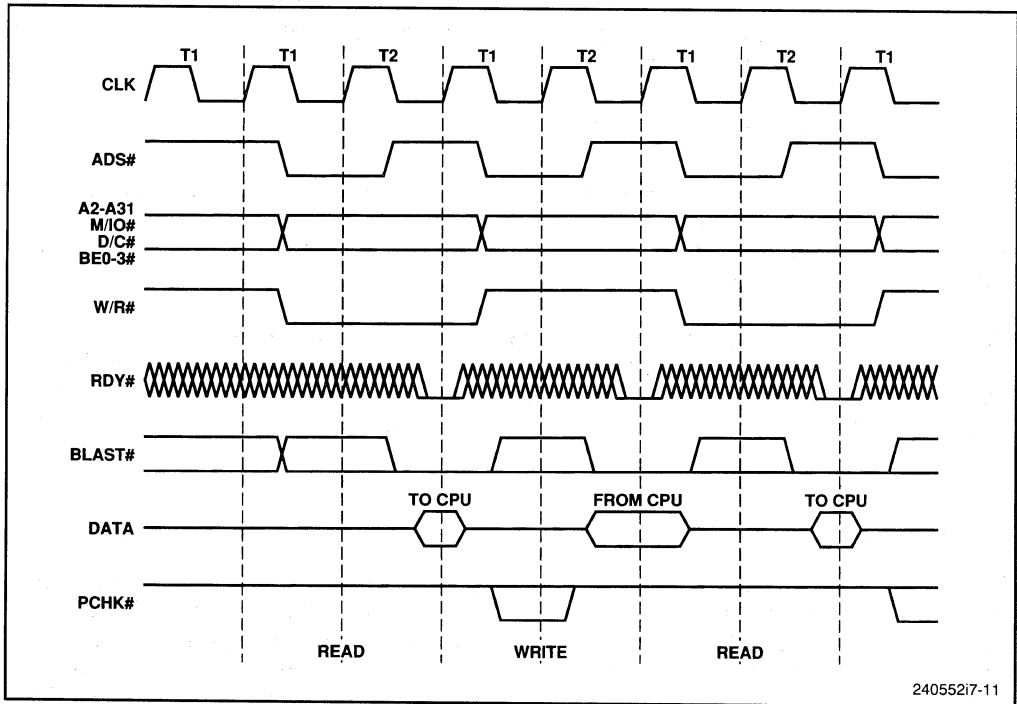 T1 T1 T2 T1 T2 T1 T2 T1
CLK
ADS#
A2-A31
M/IO#
D/C#
BE0-3#
W/R#
RDY#
BLAST#
TO CPU FROM CPU TO CPU
DATA
PCHK#
READ WRITE READ
240552i7-11